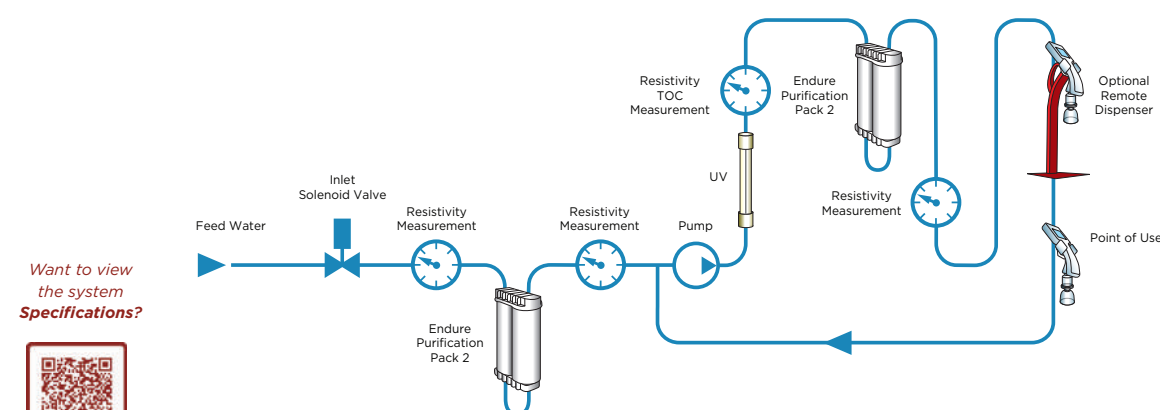 Resistivity
TOC
Measurement
Endure
Purification
Pack 2
Optional
Remote
Dispenser
UV
Inlet
Solenoid Valve
Resistivity
Measurement
Feed Water
Resistivity
Measurement
Resistivity
Measurement
Pump
Point of Use
Want to view
the system
Specifications?
Endure
Purification
Pack 2